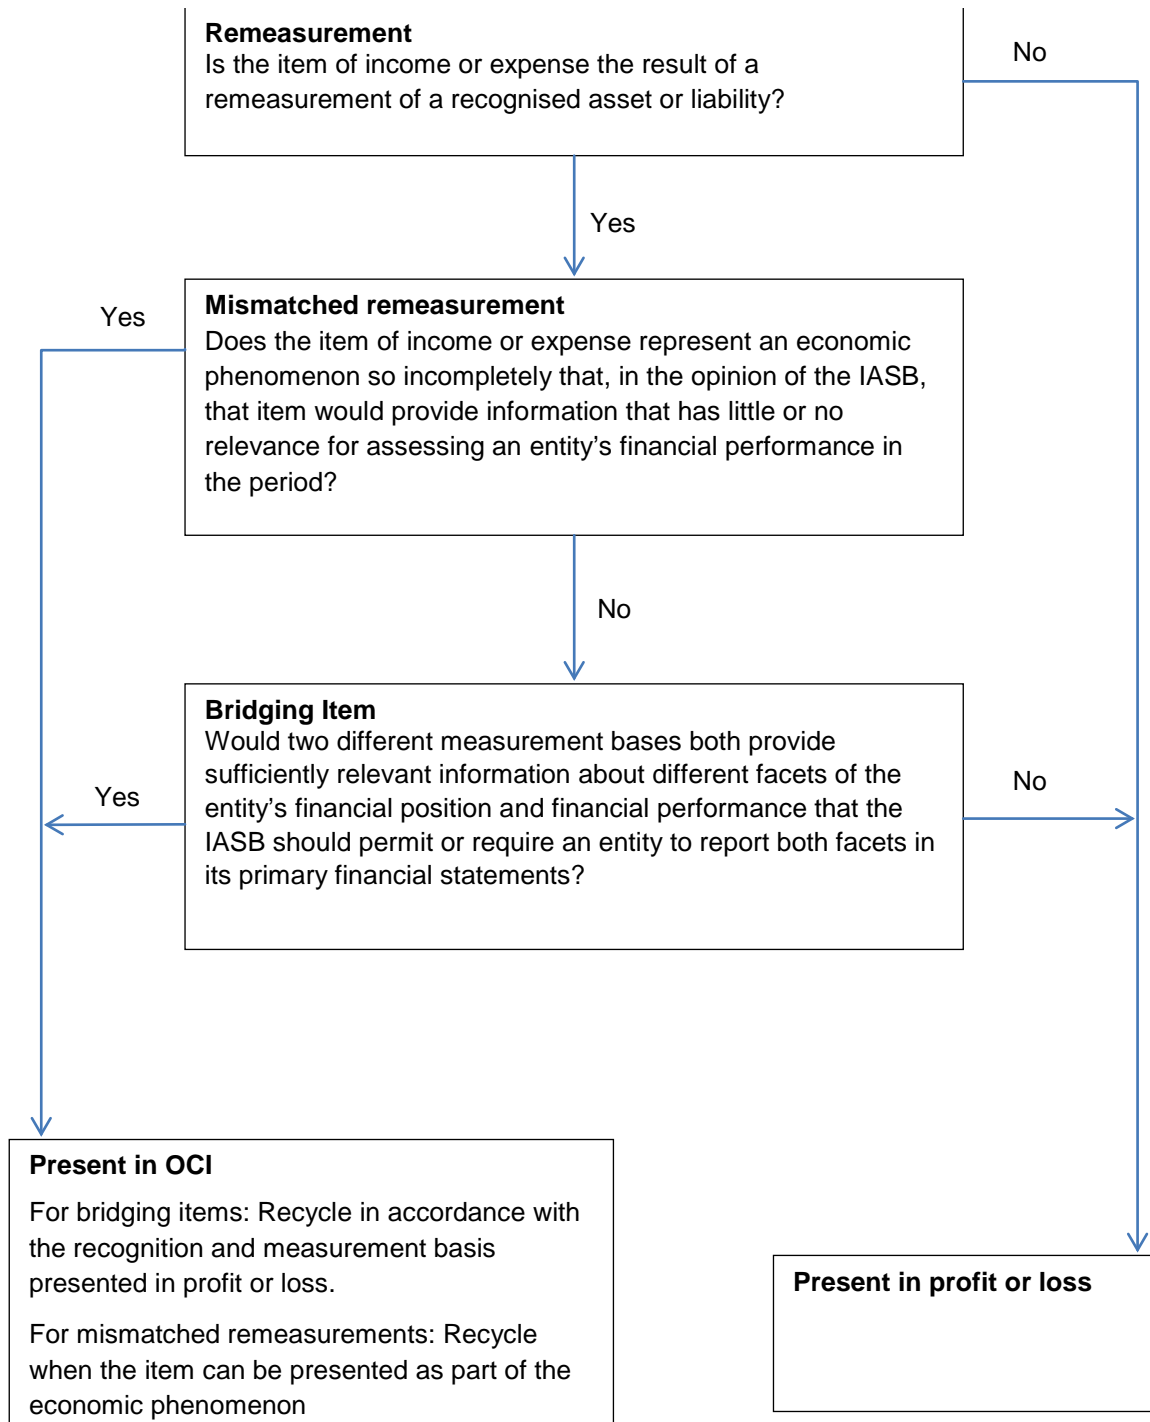 Remeasurement
Is the item of income or expense the result of a
remeasurement of a recognised asset or liability?
No
Yes
Mismatched remeasurement
Does the item of income or expense represent an economic
phenomenon so incompletely that, in the opinion of the IASB,
that item would provide information that has little or no
relevance for assessing an entity’s financial performance in
the period?
Yes
No
Bridging Item
Would two different measurement bases both provide
sufficiently relevant information about different facets of the
entity’s financial position and financial performance that the
IASB should permit or require an entity to report both facets in
its primary financial statements?
Yes
No
Present in OCI
For bridging items: Recycle in accordance with
the recognition and measurement basis
presented in profit or loss.
For mismatched remeasurements: Recycle
when the item can be presented as part of the
economic phenomenon
Present in profit or loss